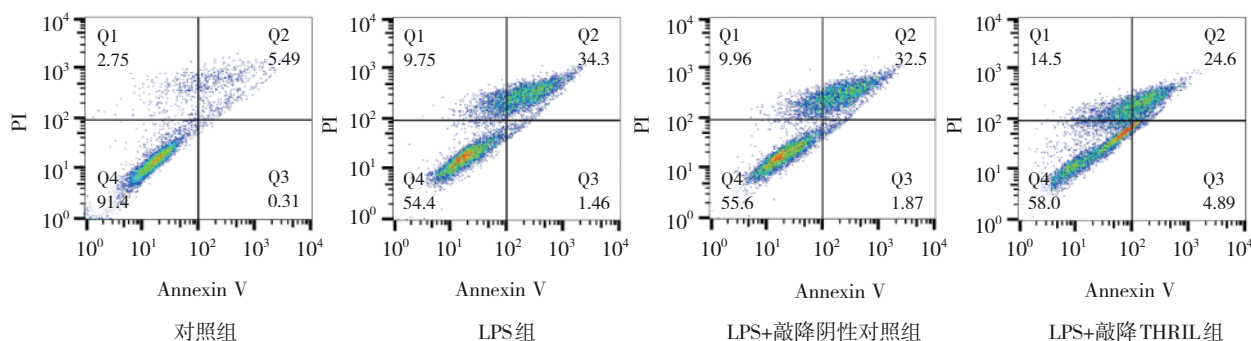 10⁴
10³
10²
10¹
10⁰
PI
Q1
2.75
Q2
5.49
Q4
91.4
Q3
0.31
10⁰ 10¹ 10² 10³ 10⁴
Annexin V
对照组
10⁴
10³
10²
10¹
10⁰
PI
Q1
9.75
Q2
34.3
Q4
54.4
Q3
1.46
10⁰ 10¹ 10² 10³ 10⁴
Annexin V
LPS组
10⁴
10³
10²
10¹
10⁰
PI
Q1
9.96
Q2
32.5
Q4
55.6
Q3
1.87
10⁰ 10¹ 10² 10³ 10⁴
Annexin V
LPS+敲降阴性对照组
10⁴
10³
10²
10¹
10⁰
PI
Q1
14.5
Q2
24.6
Q4
58.0
Q3
4.89
10⁰ 10¹ 10² 10³ 10⁴
Annexin V
LPS+敲降THRIL组